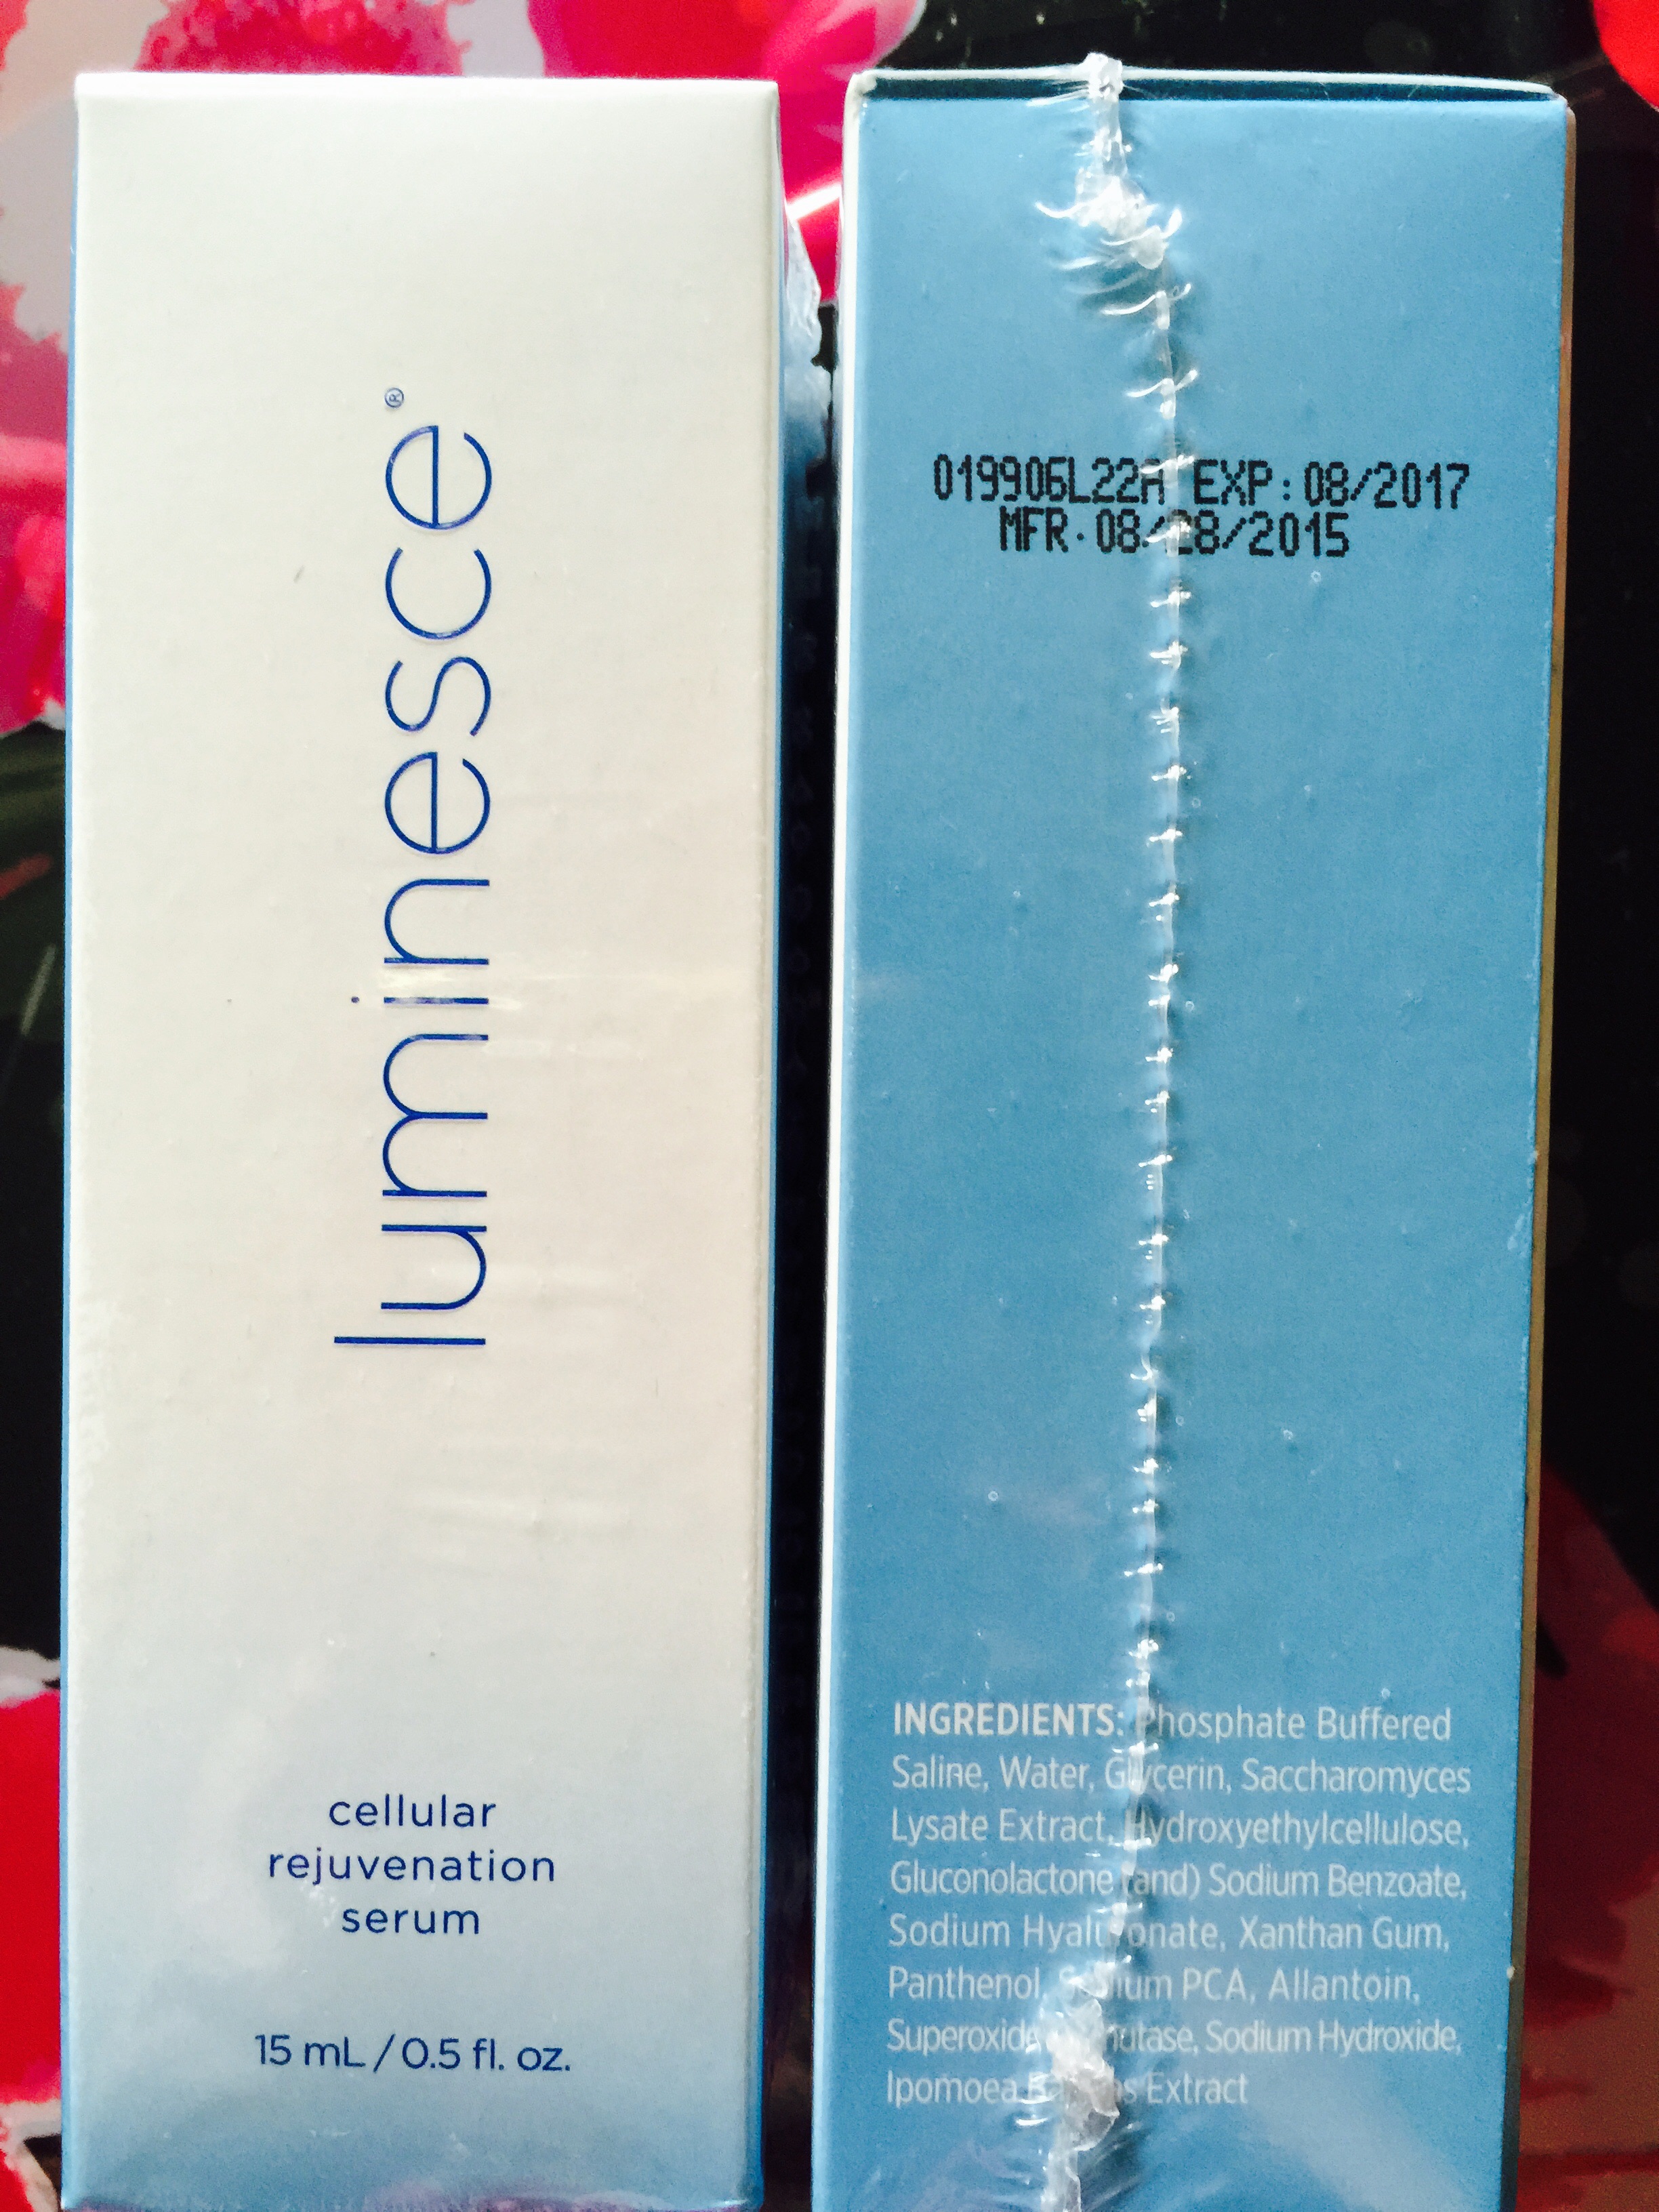 luminesce®
cellular
rejuvenation
serum
15 mL / 0.5 fl. oz.
019906L22A EXP: 08/2017
MFR. 08/28/2015
INGREDIENTS: Phosphate Buffered
Saline, Water, Glycerin, Saccharomyces
Lysate Extract, Hydroxyethylcellulose,
Gluconolactone (and) Sodium Benzoate,
Sodium Hyaluronate, Xanthan Gum,
Panthenol, Sodium PCA, Allantoin,
Superoxide Dismutase, Sodium Hydroxide,
Ipomoea Batatas Extract